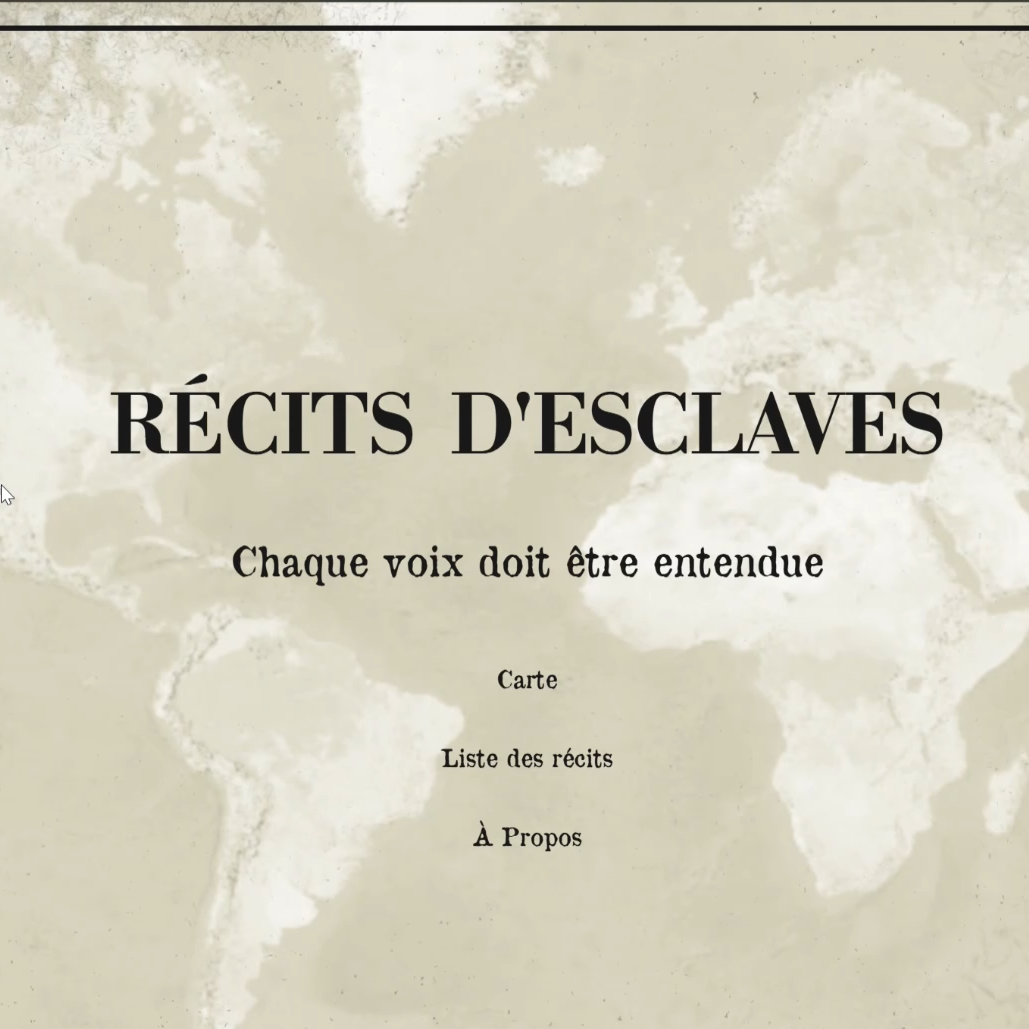 RÉCITS D'ESCLAVES
Chaque voix doit être entendue
Carte
Liste des récits
À Propos